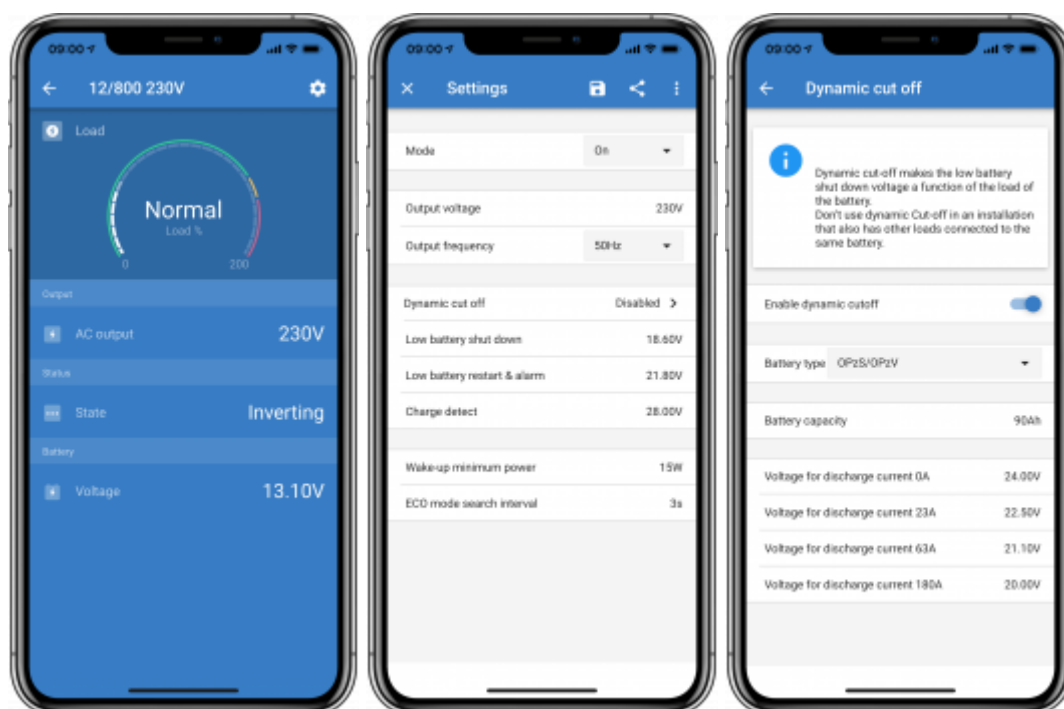 09:00
12/800 230V
Load
Normal
Load %
0
200
Output
AC output
230V
Status
State
Inverting
Battery
Voltage
13.10V
09:00
Settings
Mode
On
Output voltage
230V
Output frequency
50Hz
Dynamic cut off
Disabled
Low battery shut down
18.60V
Low battery restart & alarm
21.80V
Charge detect
28.00V
Wake-up minimum power
15W
ECO mode search interval
3s
09:00
Dynamic cut off
Dynamic cut-off makes the low battery
shut down voltage a function of the load of
the battery.
Don't use dynamic Cut-off in an installation
that also has other loads connected to the
same battery.
Enable dynamic cutoff
Battery type
OPzS/OPzV
Battery capacity
90Ah
Voltage for discharge current 0A
24.00V
Voltage for discharge current 23A
22.50V
Voltage for discharge current 63A
21.10V
Voltage for discharge current 180A
20.00V